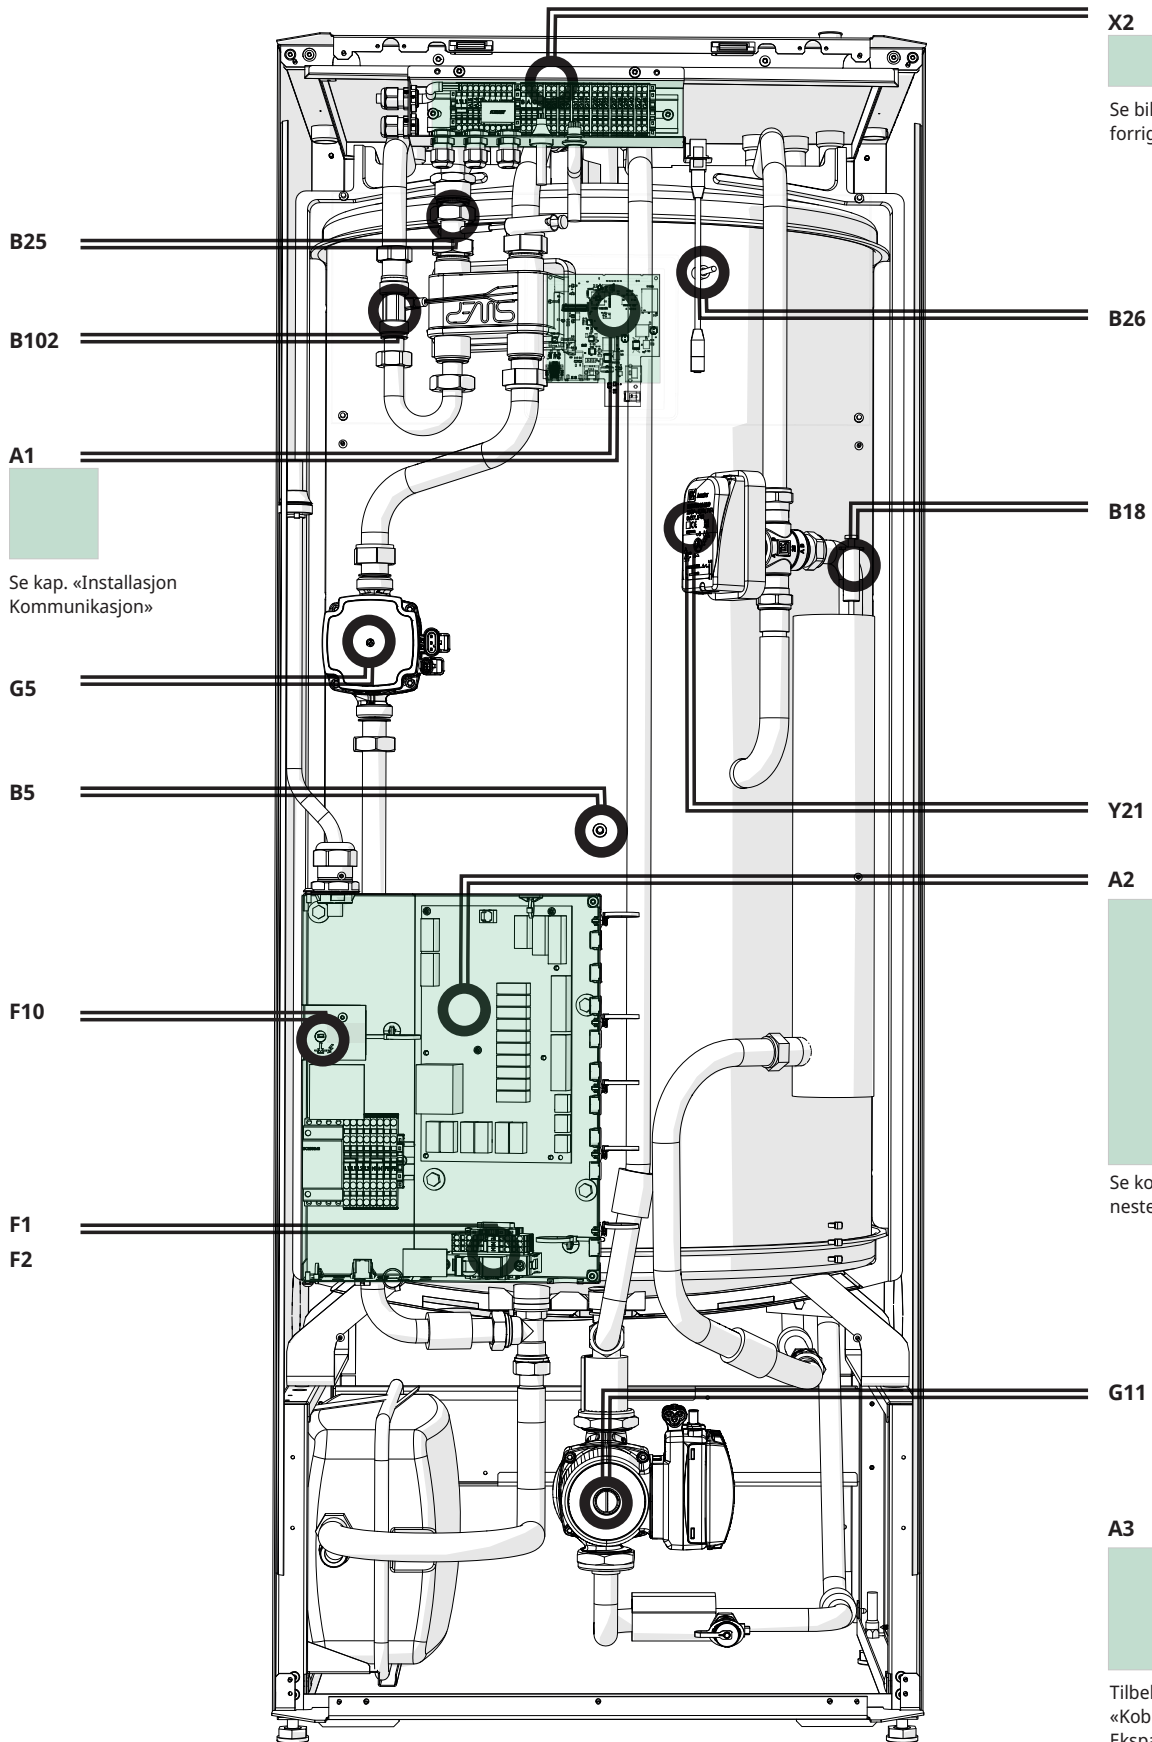 X2
Se bil
forrig
B25
B102
B26
A1
Se kap. «Installasjon
Kommunikasjon»
B18
G5
B5
Y21
A2
F10
Se ko
neste
F1
F2
G11
A3
Tilbel
«Kob
Ekspa